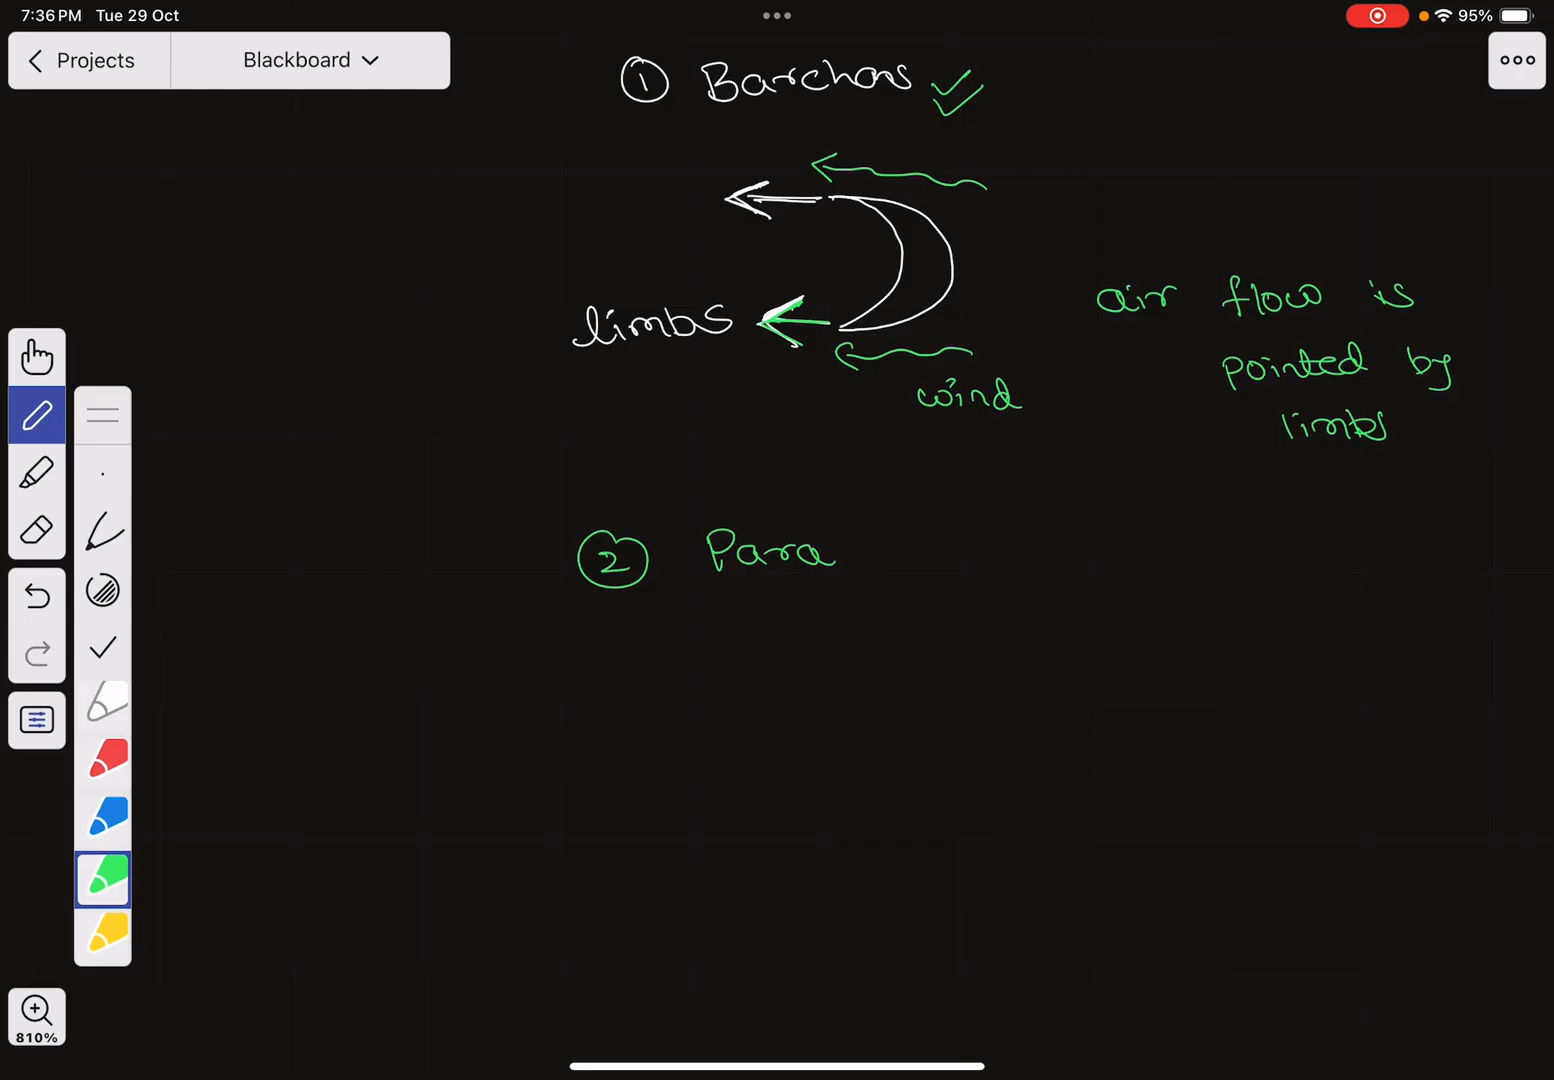 7:36 PM Tue 29 Oct
95%
Projects
Blackboard
1 Barchans
limbs
wind
air flow is
pointed by
limbs
2 Para
810%